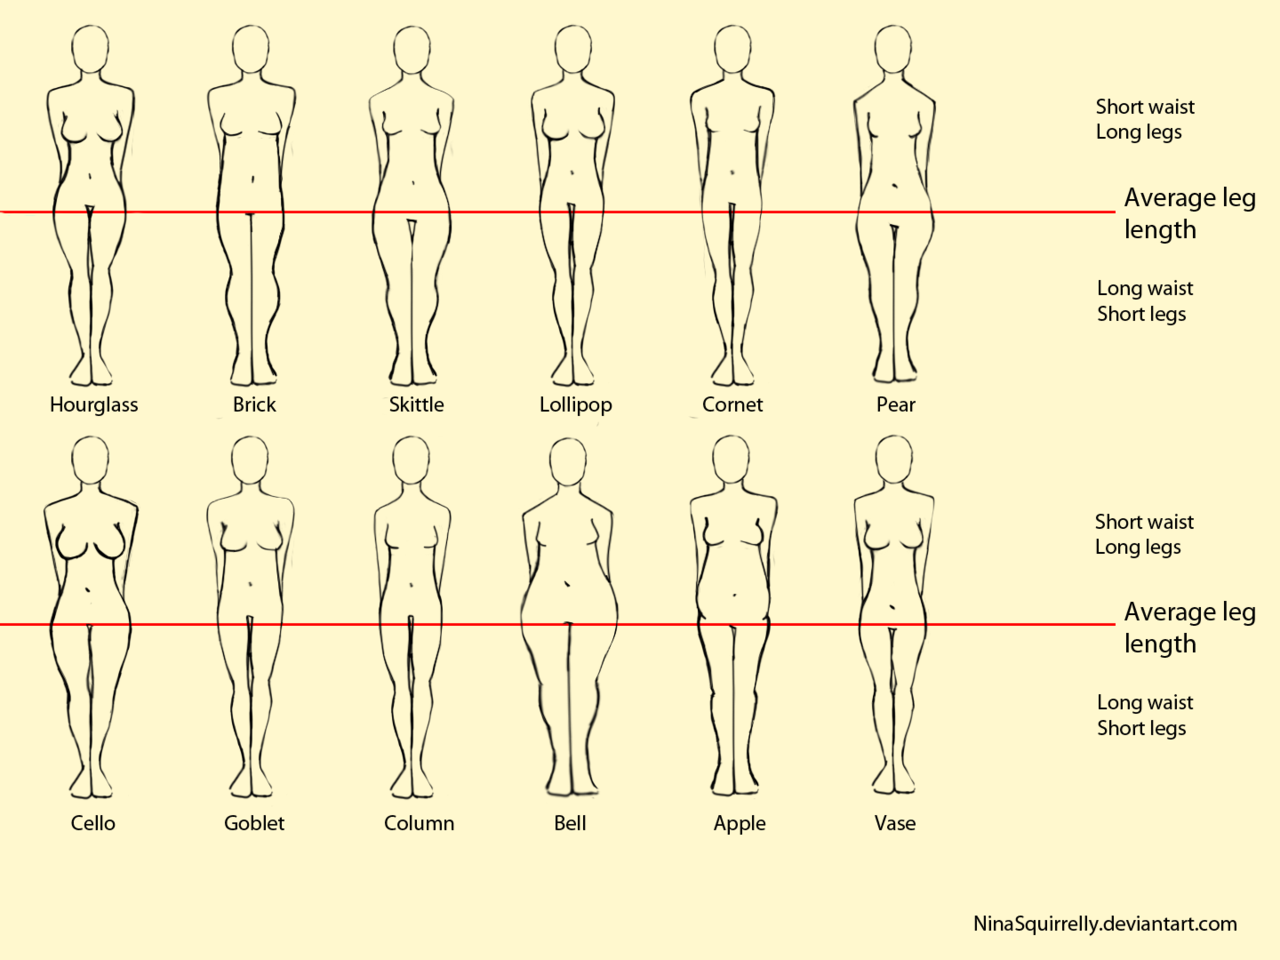 Short waist
Long legs
Average leg
length
Long waist
Short legs
Hourglass
Brick
Skittle
Lollipop
Cornet
Pear
Short waist
Long legs
Average leg
length
Long waist
Short legs
Cello
Goblet
Column
Bell
Apple
Vase
NinaSquirrelly.deviantart.com